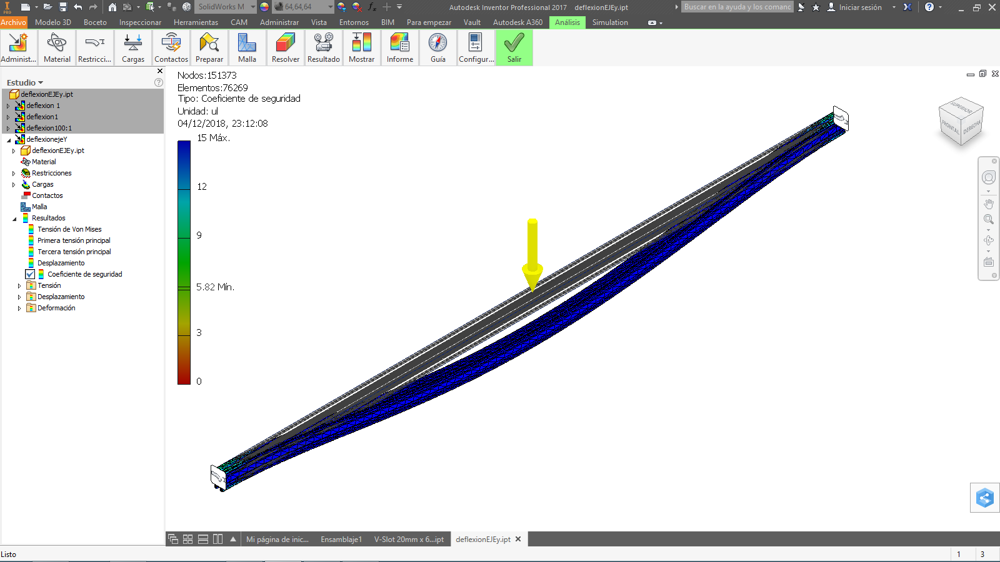 PRO
SolidWorks M
64,64,64
Autodesk Inventor Professional 2017 deflexionEJEy.ipt
Buscar en la ayuda y los comanc
Iniciar sesión
Archivo Modelo 3D Boceto Inspeccionar Herramientas CAM Administrar Vista Entornos BIM Para empezar Vault Autodesk A360 Análisis Simulation
Administ... Material Restricci... Cargas Contactos Preparar Malla Resolver Resultado Mostrar Informe Guía Configur... Salir
Estudio
deflexionEJEy.ipt
deflexion 1
deflexion1
deflexion100:1
deflexionejeY
deflexionEJEy.ipt
Material
Restricciones
Cargas
Contactos
Malla
Resultados
Tensión de Von Mises
Primera tensión principal
Tercera tensión principal
Desplazamiento
Coeficiente de seguridad
Tensión
Desplazamiento
Deformación
Nodos:151373
Elementos:76269
Tipo: Coeficiente de seguridad
Unidad: ul
04/12/2018, 23:12:08
15 Máx.
12
9
5.82 Mín.
3
0
SUPERIOR
FRONTAL
DERECHA
Mi página de inic... Ensamblaje1 V-Slot 20mm x 6...ipt deflexionEJEy.ipt
Listo
1 3